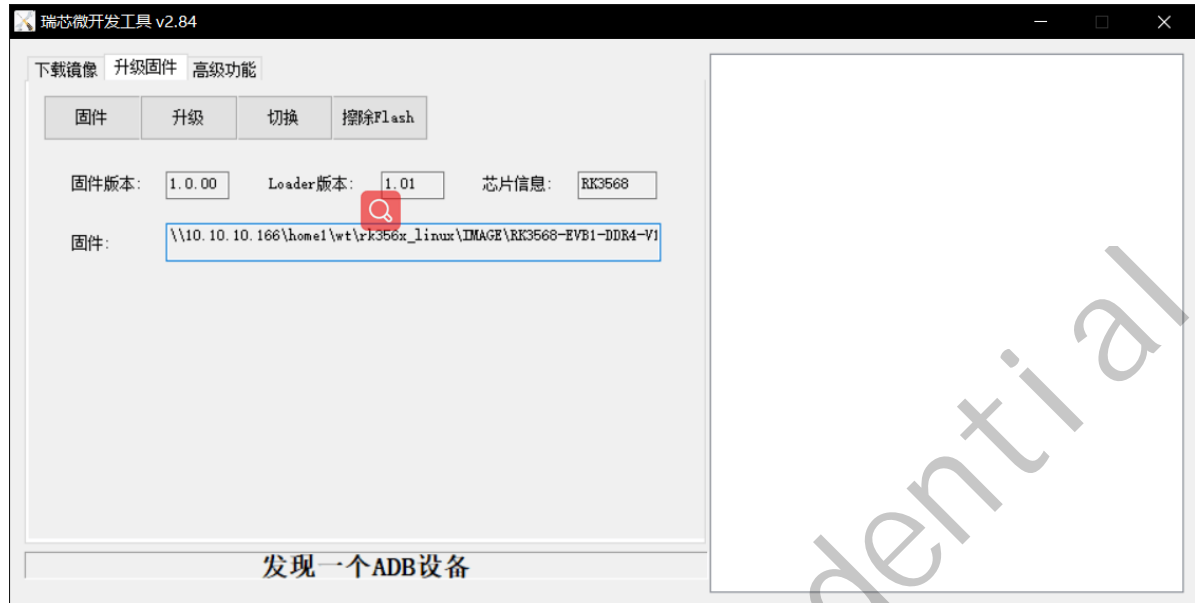 瑞芯微开发工具 v2.84
下载镜像 升级固件 高级功能
固件 升级 切换 擦除Flash
固件版本: 1.0.00 Loader版本: 1.01 芯片信息: RK3568
固件: \\10.10.10.166\home1\wt\rk356x_linux\IMAGE\RK3568-EVB1-DDR4-V1
发现一个ADB设备
dential